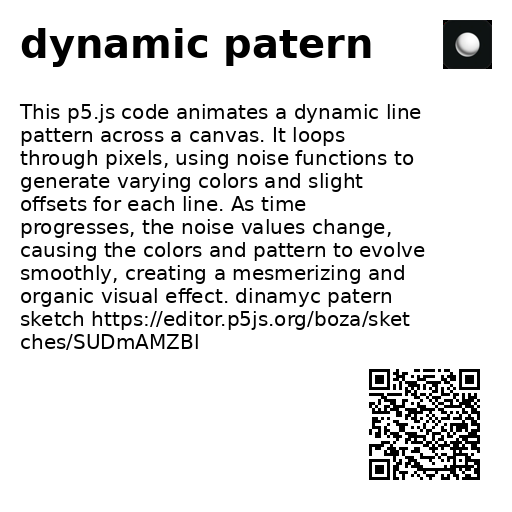 dynamic patern
This p5.js code animates a dynamic line
pattern across a canvas. It loops
through pixels, using noise functions to
generate varying colors and slight
offsets for each line. As time
progresses, the noise values change,
causing the colors and pattern to evolve
smoothly, creating a mesmerizing and
organic visual effect. dinamyc patern
sketch https://editor.p5js.org/boza/sket
ches/SUDmAMZBl